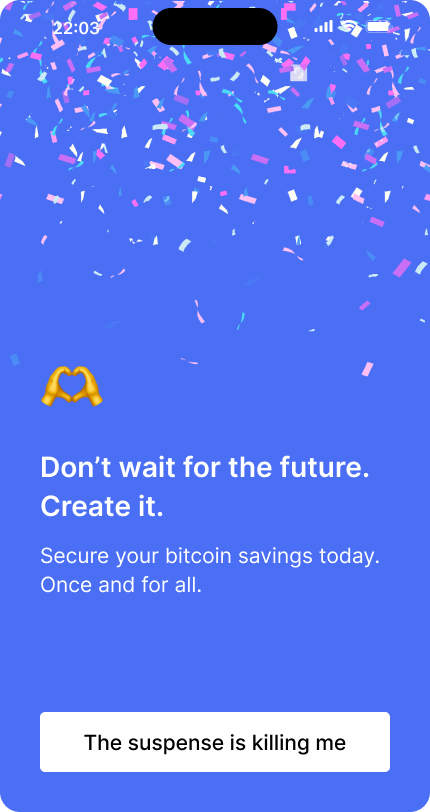 22:03
Don’t wait for the future.
Create it.
Secure your bitcoin savings today.
Once and for all.
The suspense is killing me